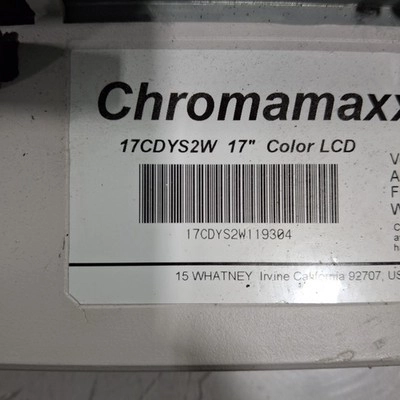 Chromamaxx
17CDYS2W 17" Color LCD
17CDYS2W119304
15 WHATNEY Irvine California 92707, US